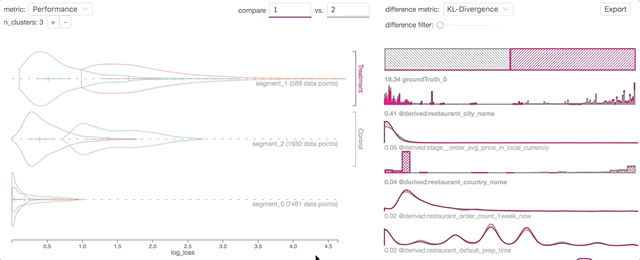 metric: Performance
n_clusters: 3 + -
compare 1 vs. 2
segment_1 (589 data points)
Treatment
segment_2 (1930 data points)
Control
segment_0 (7481 data points)
0.5 1.0 1.5 2.0 2.5 3.0 3.5 4.0 4.5
log_loss
difference metric: KL-Divergence
Export
difference filter:
18.34 groundTruth_0
0.41 @derived:restaurant_city_name
0.06 @derived:stage__order_avg_price_in_local_currency
0.04 @derived:restaurant_country_name
0.02 @derived:restaurant_order_count_1week_now
0.02 @derived:restaurant_default_prep_time